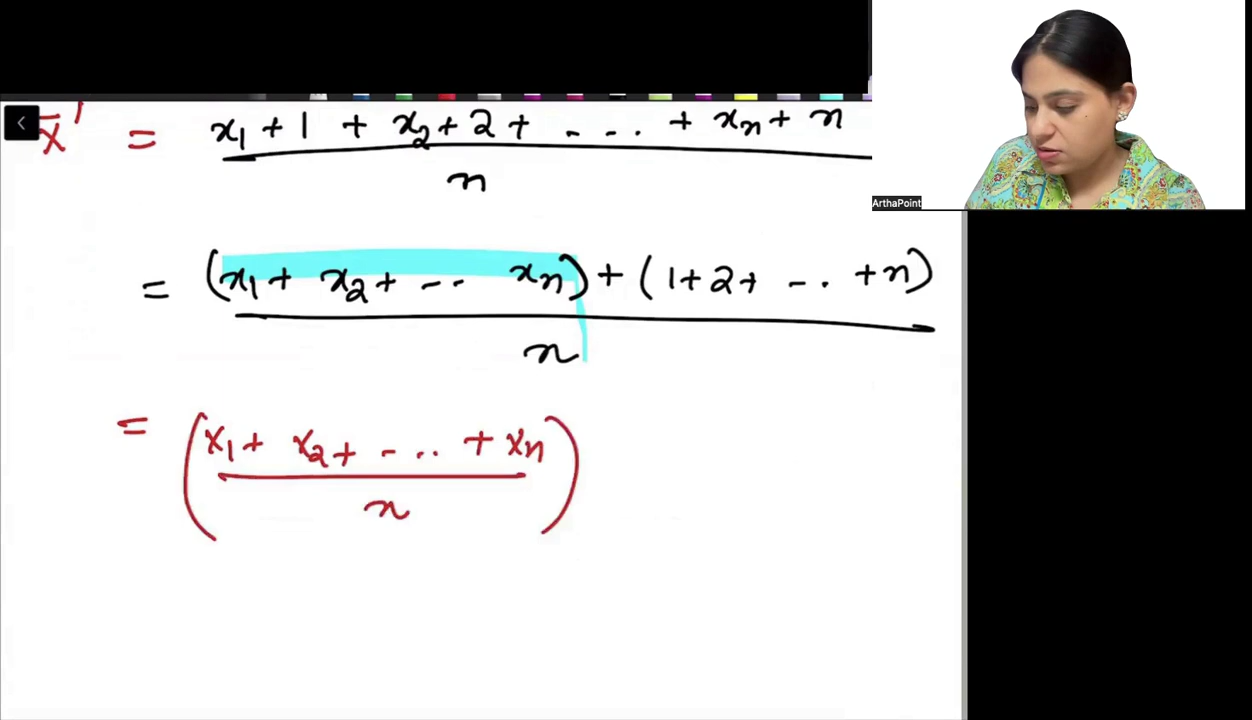 x̄' = x₁ + 1 + x₂ + 2 + - . . . + xₙ + n
n
ArthaPoint
= (x₁ + x₂ + - - . . xₙ) + (1 + 2 + - . . + n)
n
= (x₁ + x₂ + - . . . + xₙ)
n